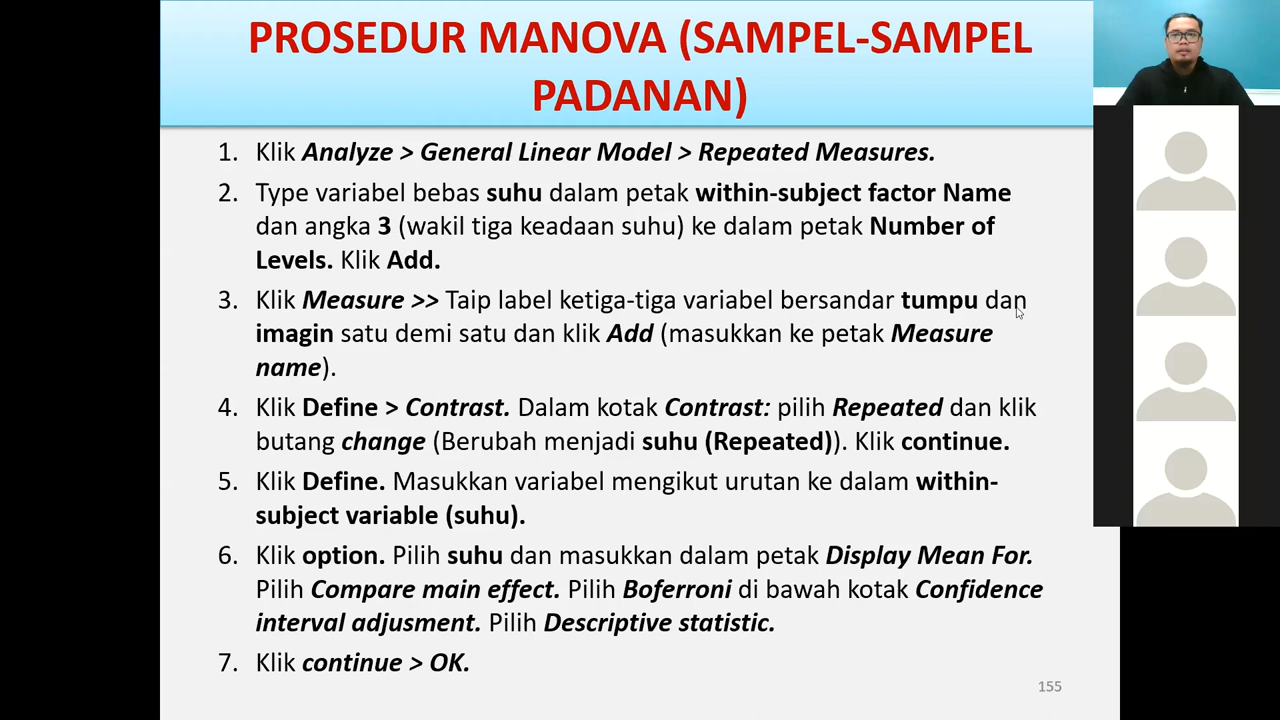 PROSEDUR MANOVA (SAMPEL-SAMPEL
PADANAN)
1. Klik Analyze > General Linear Model > Repeated Measures.
2. Type variabel bebas suhu dalam petak within-subject factor Name
dan angka 3 (wakil tiga keadaan suhu) ke dalam petak Number of
Levels. Klik Add.
3. Klik Measure >> Taip label ketiga-tiga variabel bersandar tumpu dan
imagin satu demi satu dan klik Add (masukkan ke petak Measure
name).
4. Klik Define > Contrast. Dalam kotak Contrast: pilih Repeated dan klik
butang change (Berubah menjadi suhu (Repeated)). Klik continue.
5. Klik Define. Masukkan variabel mengikut urutan ke dalam within-
subject variable (suhu).
6. Klik option. Pilih suhu dan masukkan dalam petak Display Mean For.
Pilih Compare main effect. Pilih Boferroni di bawah kotak Confidence
interval adjusment. Pilih Descriptive statistic.
7. Klik continue > OK.
155